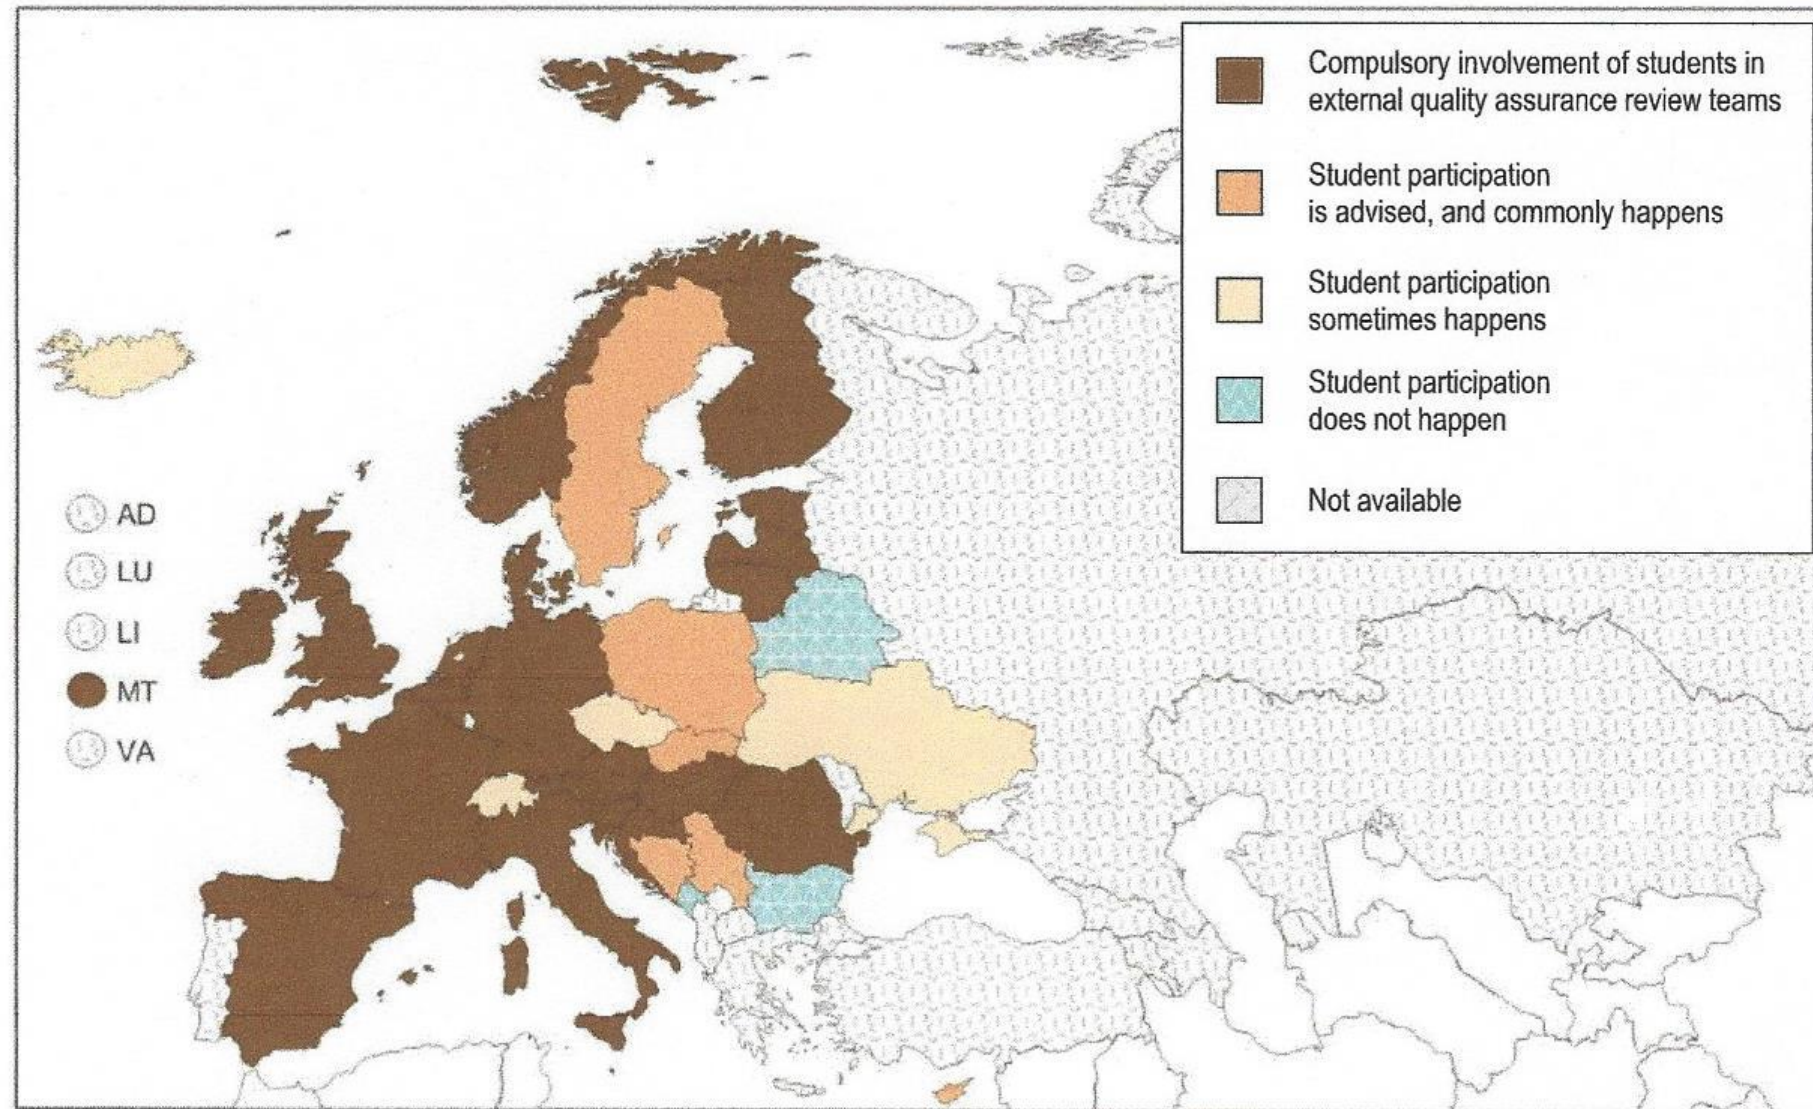 Compulsory involvement of students in
external quality assurance review teams
Student participation
is advised, and commonly happens
Student participation
sometimes happens
Student participation
does not happen
Not available
AD
LU
LI
MT
VA